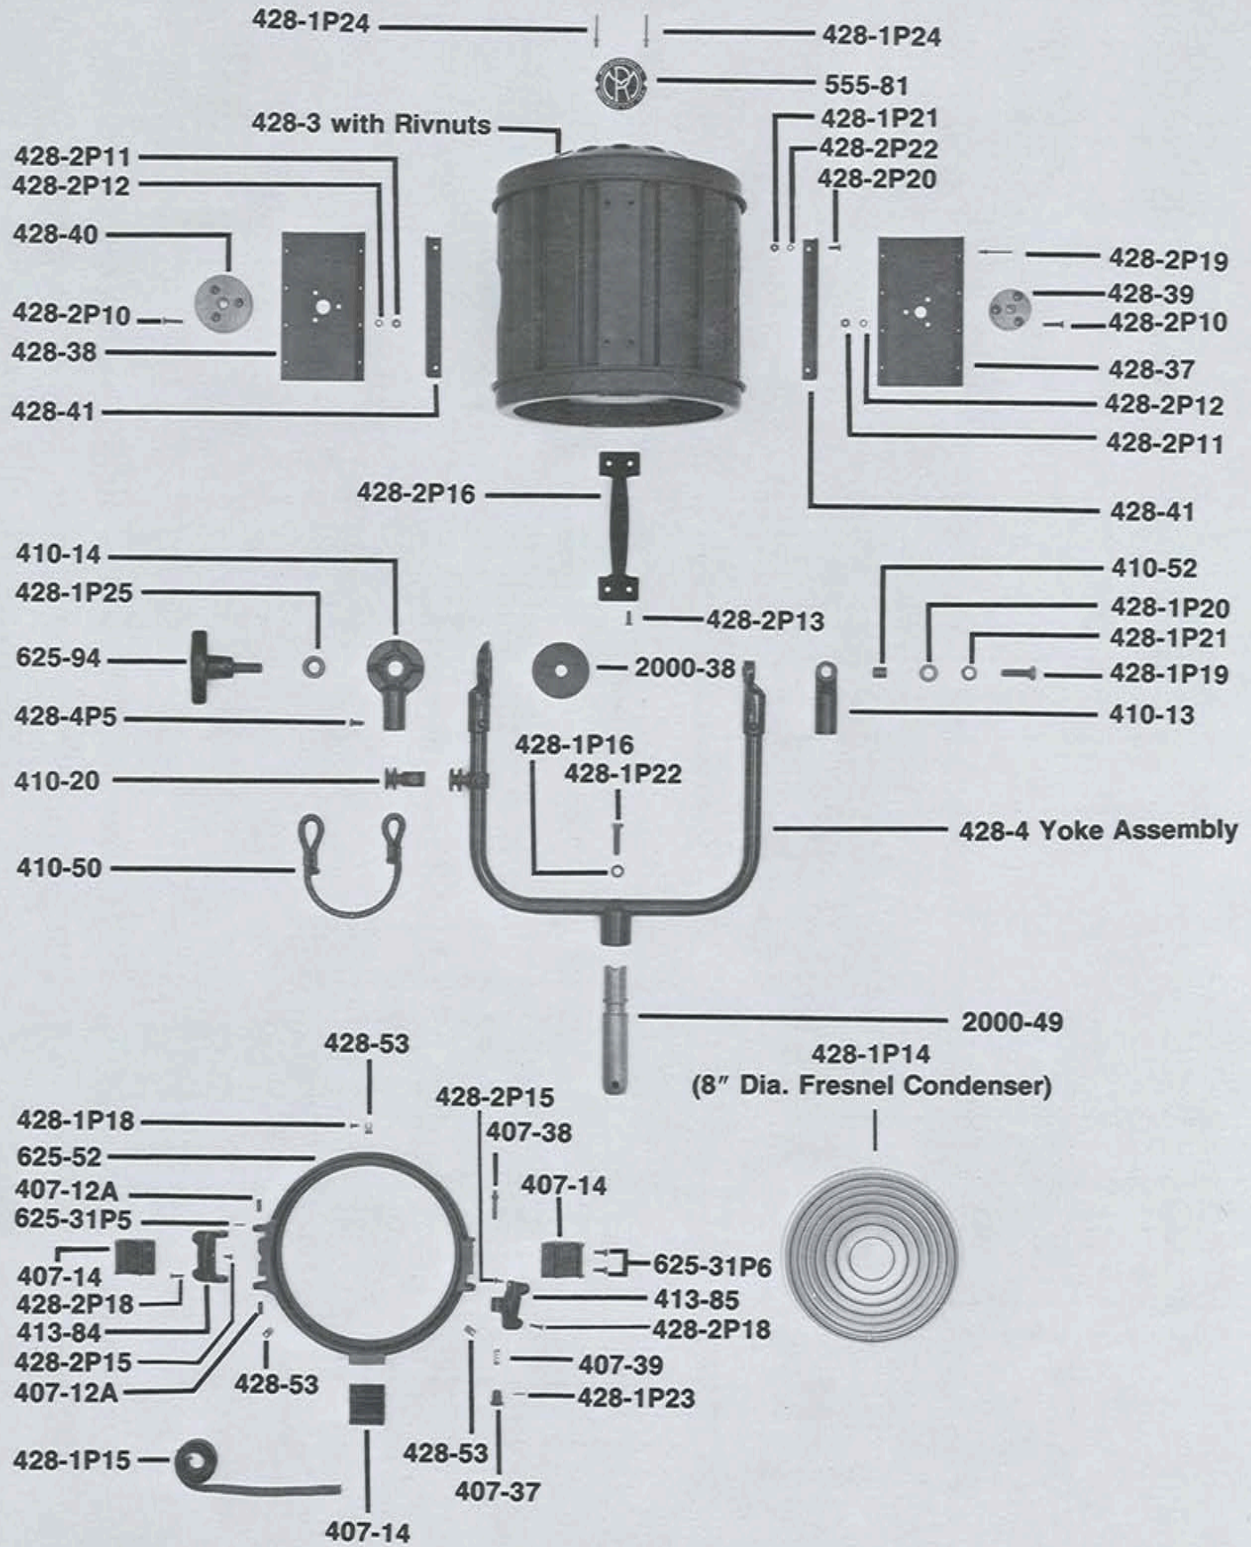 428-1P24
428-1P24
555-81
428-3 with Rivnuts
428-1P21
428-2P11
428-2P22
428-2P12
428-2P20
428-40
428-2P19
428-39
428-2P10
428-2P10
428-38
428-37
428-41
428-2P12
428-2P11
428-2P16
428-41
410-14
410-52
428-1P25
428-1P20
428-2P13
428-1P21
625-94
2000-38
428-1P19
428-4P5
410-13
428-1P16
428-1P22
410-20
428-4 Yoke Assembly
410-50
2000-49
428-53
428-1P14
(8" Dia. Fresnel Condenser)
428-2P15
428-1P18
407-38
625-52
407-12A
407-14
625-31P5
625-31P6
407-14
428-2P18
413-85
413-84
428-2P18
428-2P15
407-39
407-12A
428-53
428-1P23
428-1P15
428-53
407-37
407-14